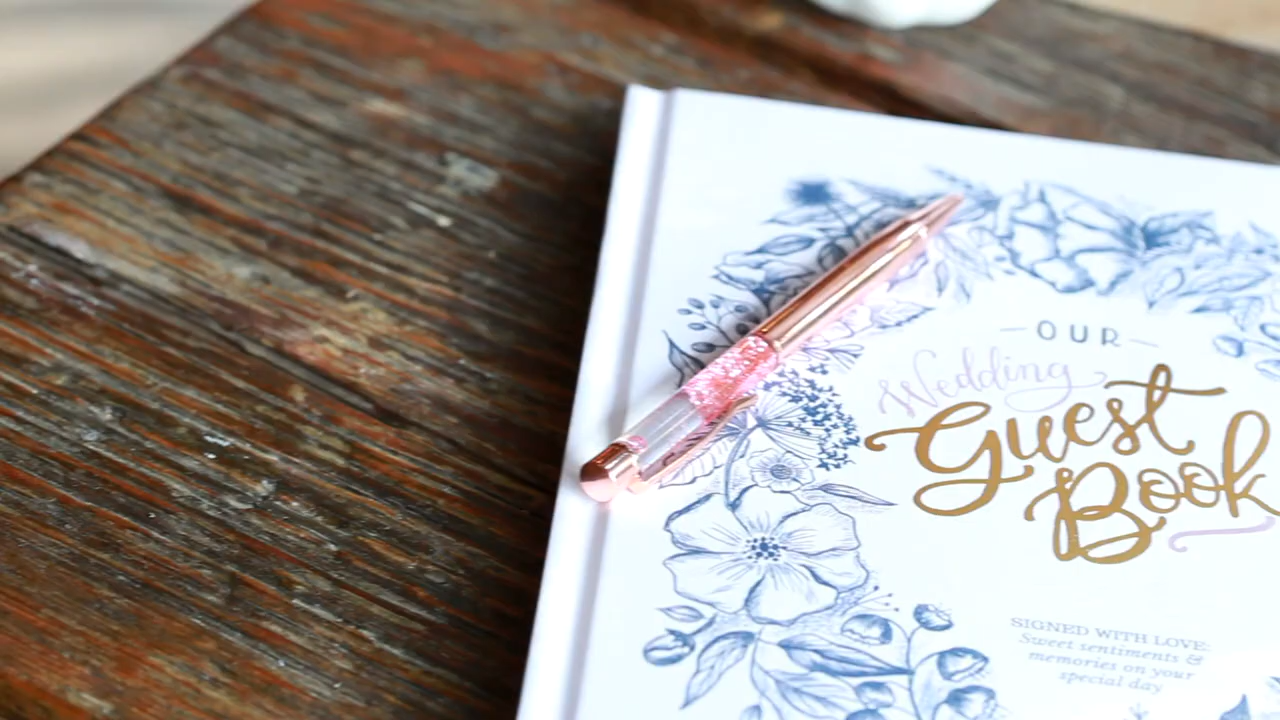 OUR
Wedding
Guest
Book
SIGNED WITH LOVE:
Sweet sentiments &
memories on your
special day